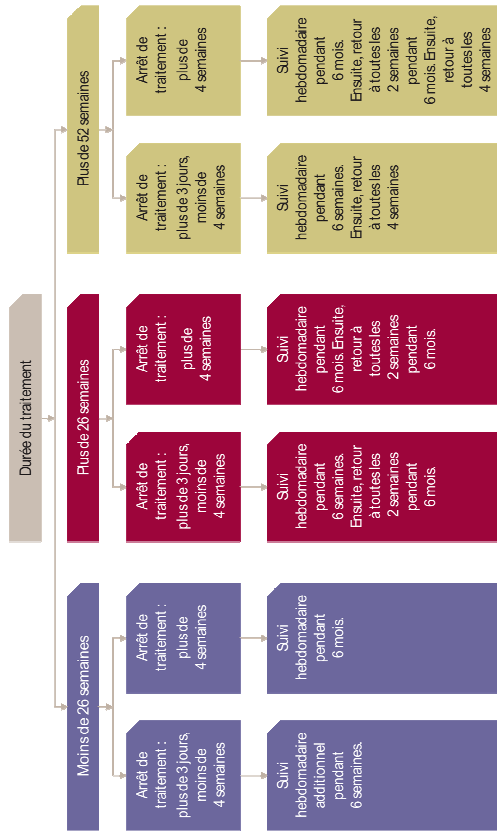 Durée du traitement
Moins de 26 semaines
Arrêt de
traitement :
plus de 3 jours,
moins de
4 semaines
Suivi
hebdomadaire
additionnel
pendant
6 semaines.
Arrêt de
traitement :
plus de
4 semaines
Suivi
hebdomadaire
pendant
6 mois.
Plus de 26 semaines
Arrêt de
traitement :
plus de 3 jours,
moins de
4 semaines
Suivi
hebdomadaire
pendant
6 semaines.
Ensuite, retour
à toutes les
2 semaines
pendant
6 mois.
Arrêt de
traitement :
plus de
4 semaines
Suivi
hebdomadaire
pendant
6 mois. Ensuite,
retour à
toutes les
2 semaines
pendant
6 mois.
Plus de 52 semaines
Arrêt de
traitement :
plus de 3 jours,
moins de
4 semaines
Suivi
hebdomadaire
pendant
6 semaines.
Ensuite, retour
à toutes les
4 semaines
Arrêt de
traitement :
plus de
4 semaines
Suivi
hebdomadaire
pendant
6 mois.
Ensuite, retour
à toutes les
2 semaines
pendant
6 mois. Ensuite,
retour à
toutes les
4 semaines